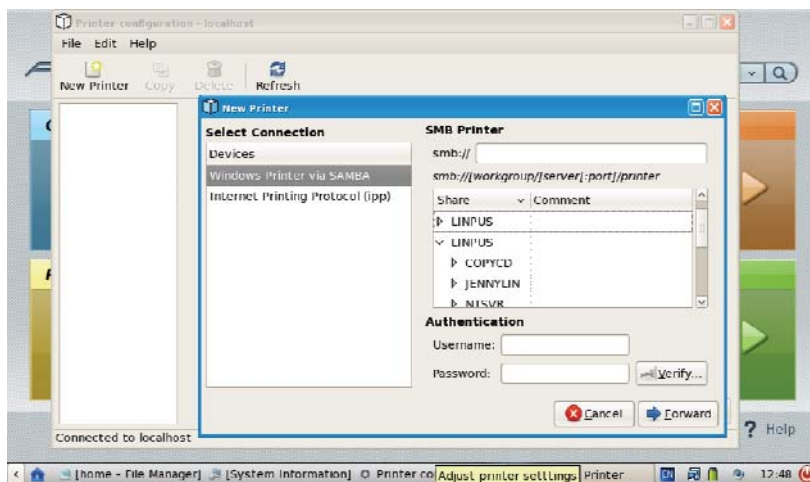 Printer configuration - localhost
File Edit Help
New Printer Copy Delete Refresh
New Printer
Select Connection
Devices
Windows Printer via SAMBA
Internet Printing Protocol (ipp)
SMB Printer
smb://
smb://[workgroup/]server[:port]/printer
Share Comment
LINPUS
LINPUS
COPYCD
JENNYLIN
NTSVR
Authentication
Username:
Password:
Verify...
Cancel Forward
Connected to localhost
Help
[home - File Manager] [System Information] Printer co Adjust printer settings Printer EN 12:48